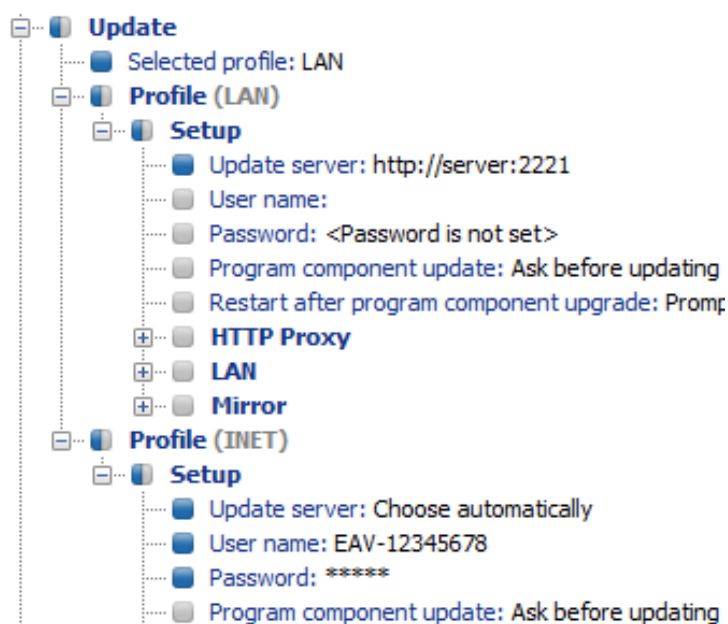 Update
Selected profile: LAN
Profile (LAN)
Setup
Update server: http://server:2221
User name:
Password: <Password is not set>
Program component update: Ask before updating
Restart after program component upgrade:
HTTP Proxy
LAN
Mirror
Profile (INET)
Setup
Update server: Choose automatically
User name: EAV-12345678
Password: *****
Program component update: Ask before updating